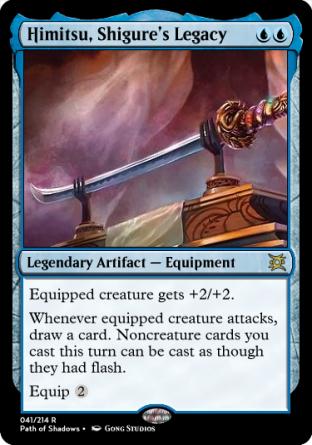 Himitsu, Shigure's Legacy
Legendary Artifact — Equipment
Equipped creature gets +2/+2.
Whenever equipped creature attacks,
draw a card. Noncreature cards you
cast this turn can be cast as though
they had flash.
Equip 2
041/214 R
Path of Shadows • Gong Studios